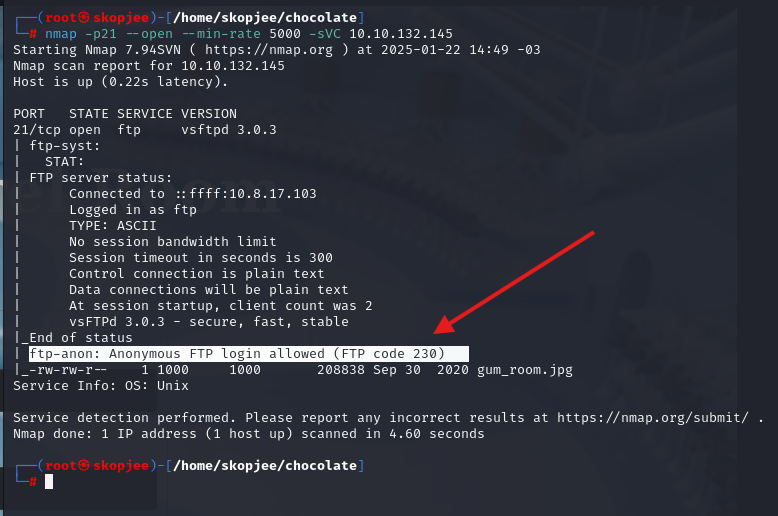 ┌──(root㉿skopjee)-[/home/skopjee/chocolate]
└─# nmap -p21 --open --min-rate 5000 -sVC 10.10.132.145
Starting Nmap 7.94SVN ( https://nmap.org ) at 2025-01-22 14:49 -03
Nmap scan report for 10.10.132.145
Host is up (0.22s latency).

PORT   STATE SERVICE VERSION
21/tcp open  ftp     vsftpd 3.0.3
| ftp-syst:
|   STAT:
| FTP server status:
|      Connected to ::ffff:10.8.17.103
|      Logged in as ftp
|      TYPE: ASCII
|      No session bandwidth limit
|      Session timeout in seconds is 300
|      Control connection is plain text
|      Data connections will be plain text
|      At session startup, client count was 2
|      vsFTPd 3.0.3 - secure, fast, stable
|_End of status
| ftp-anon: Anonymous FTP login allowed (FTP code 230)
|_-rw-rw-r--    1 1000     1000       208838 Sep 30  2020 gum_room.jpg
Service Info: OS: Unix

Service detection performed. Please report any incorrect results at https://nmap.org/submit/ .
Nmap done: 1 IP address (1 host up) scanned in 4.60 seconds

┌──(root㉿skopjee)-[/home/skopjee/chocolate]
└─#